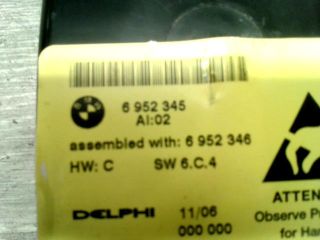 6 952 345
AI:02
assembled with: 6 952 346
HW: C SW 6.C.4
DELPHI 11/06
000 000
ATTEN
Observe P
for Har